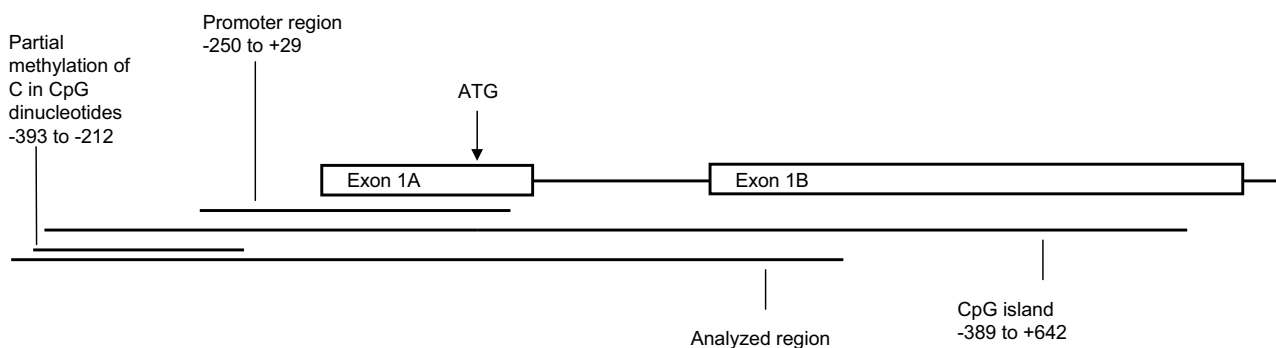 Promoter region
-250 to +29
Partial
methylation of
C in CpG
dinucleotides
-393 to -212
ATG
Exon 1A
Exon 1B
CpG island
-389 to +642
Analyzed region